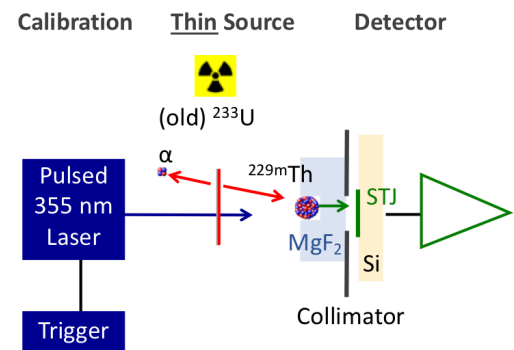 Calibration
Thin Source
Detector
(old) ²³³U
α
²²⁹ᵐTh
Pulsed
355 nm
Laser
STJ
MgF₂
Si
Collimator
Trigger